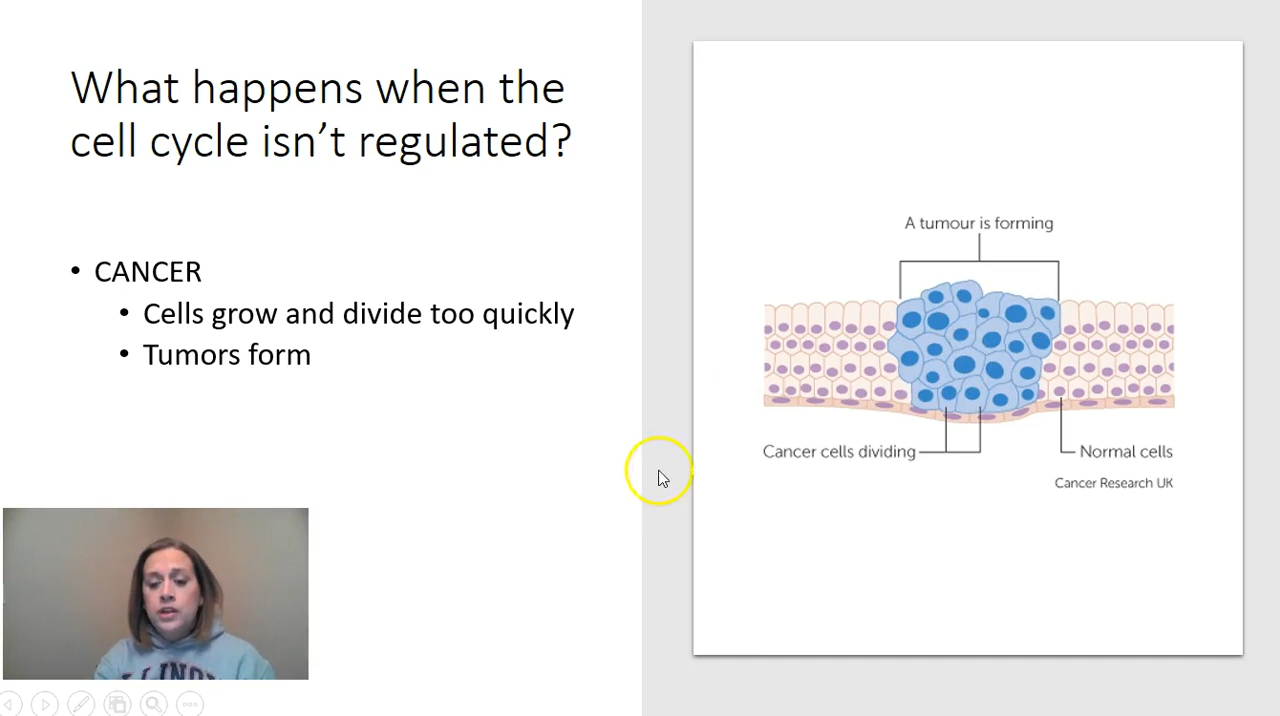 What happens when the
cell cycle isn’t regulated?
• CANCER
• Cells grow and divide too quickly
• Tumors form
A tumour is forming
Cancer cells dividing
Normal cells
Cancer Research UK